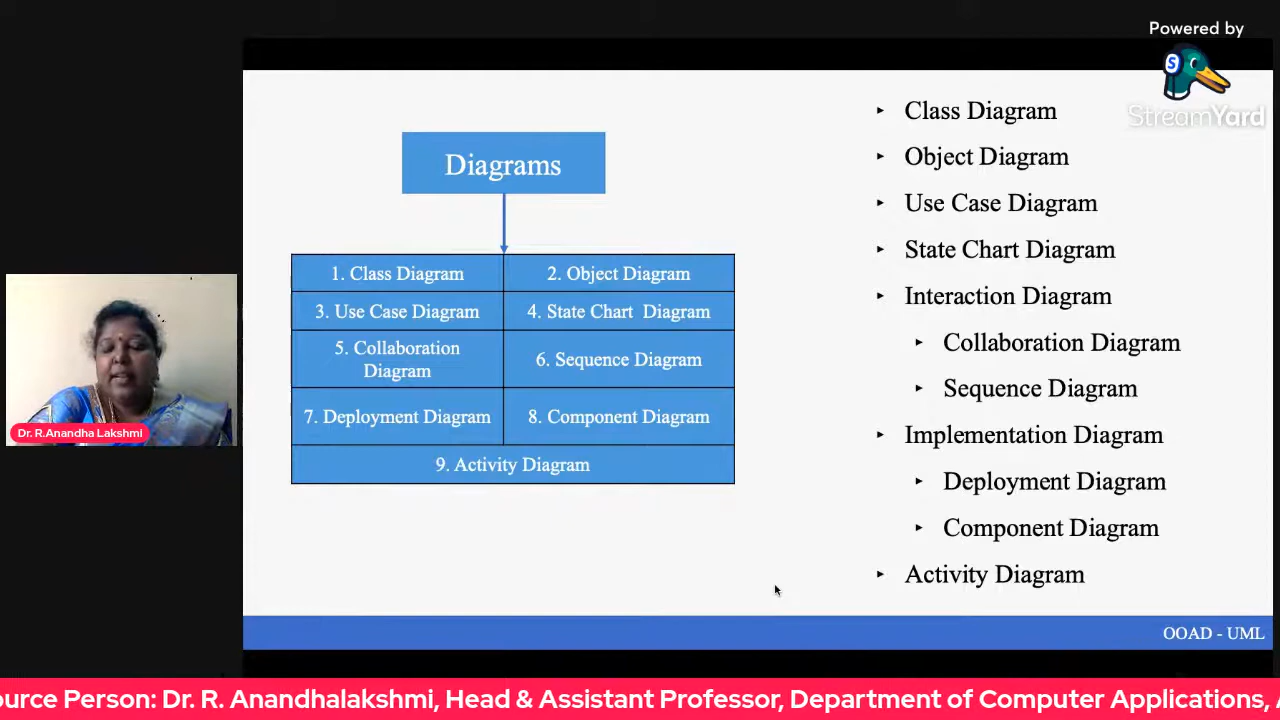 Powered by
StreamYard
Diagrams
1. Class Diagram
2. Object Diagram
3. Use Case Diagram
4. State Chart Diagram
5. Collaboration
Diagram
6. Sequence Diagram
7. Deployment Diagram
8. Component Diagram
9. Activity Diagram
Class Diagram
Object Diagram
Use Case Diagram
State Chart Diagram
Interaction Diagram
Collaboration Diagram
Sequence Diagram
Implementation Diagram
Deployment Diagram
Component Diagram
Activity Diagram
OOAD - UML
Dr. R.Anandha Lakshmi
Person: Dr. R. Anandhalakshmi, Head & Assistant Professor, Department of Computer Applications,